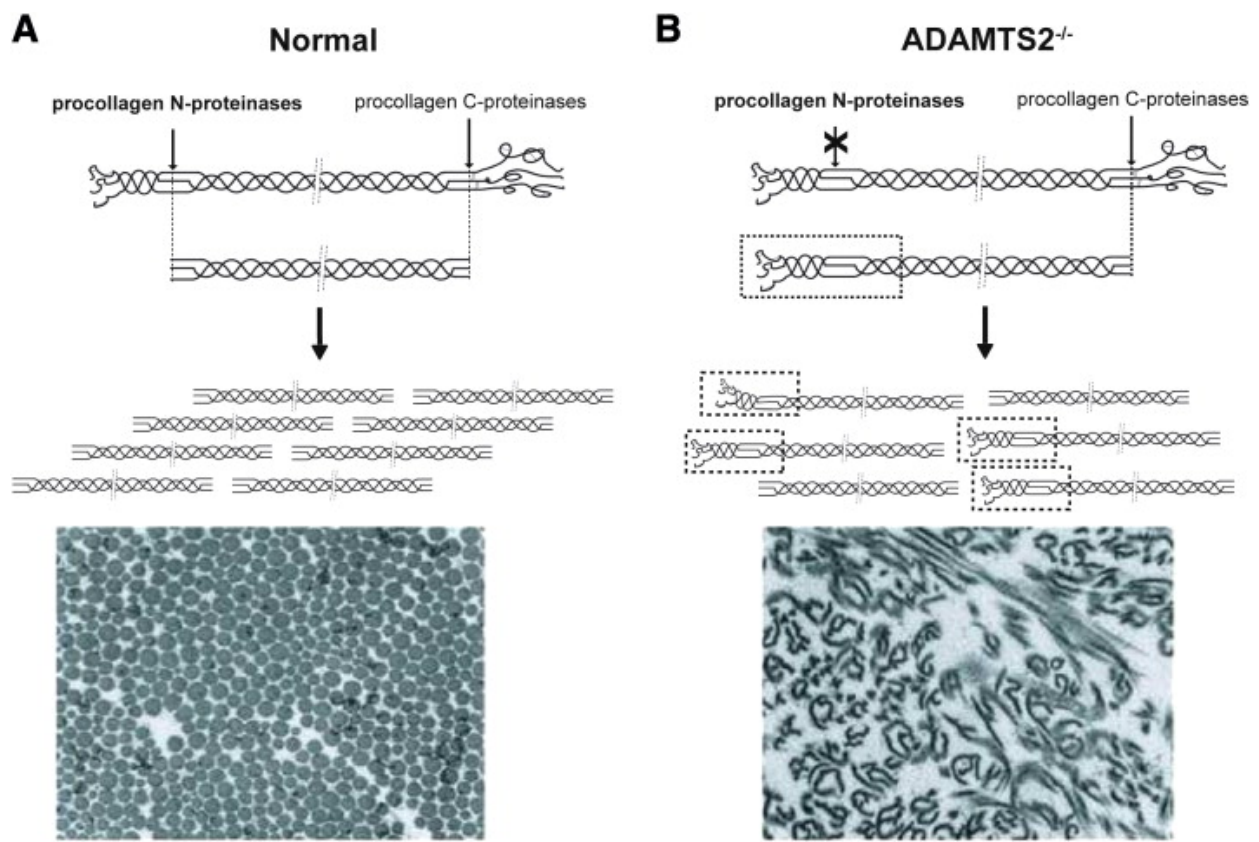 A
Normal
procollagen N-proteinases
procollagen C-proteinases
B
ADAMTS2-/-
procollagen N-proteinases
procollagen C-proteinases